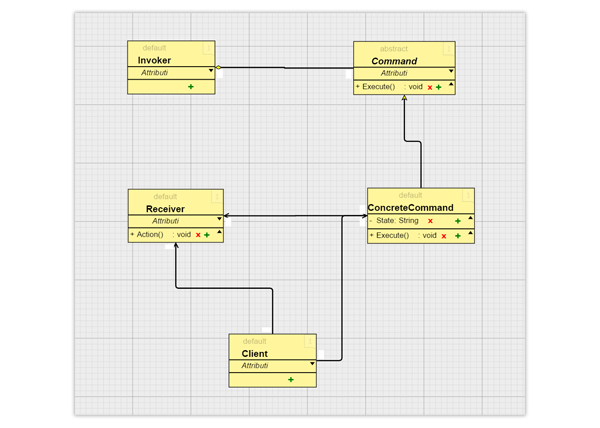 default
Invoker
Attributi
abstract
Command
Attributi
+ Execute() : void
default
Receiver
Attributi
+ Action() : void
default
ConcreteCommand
- State: String
+ Execute() : void
default
Client
Attributi